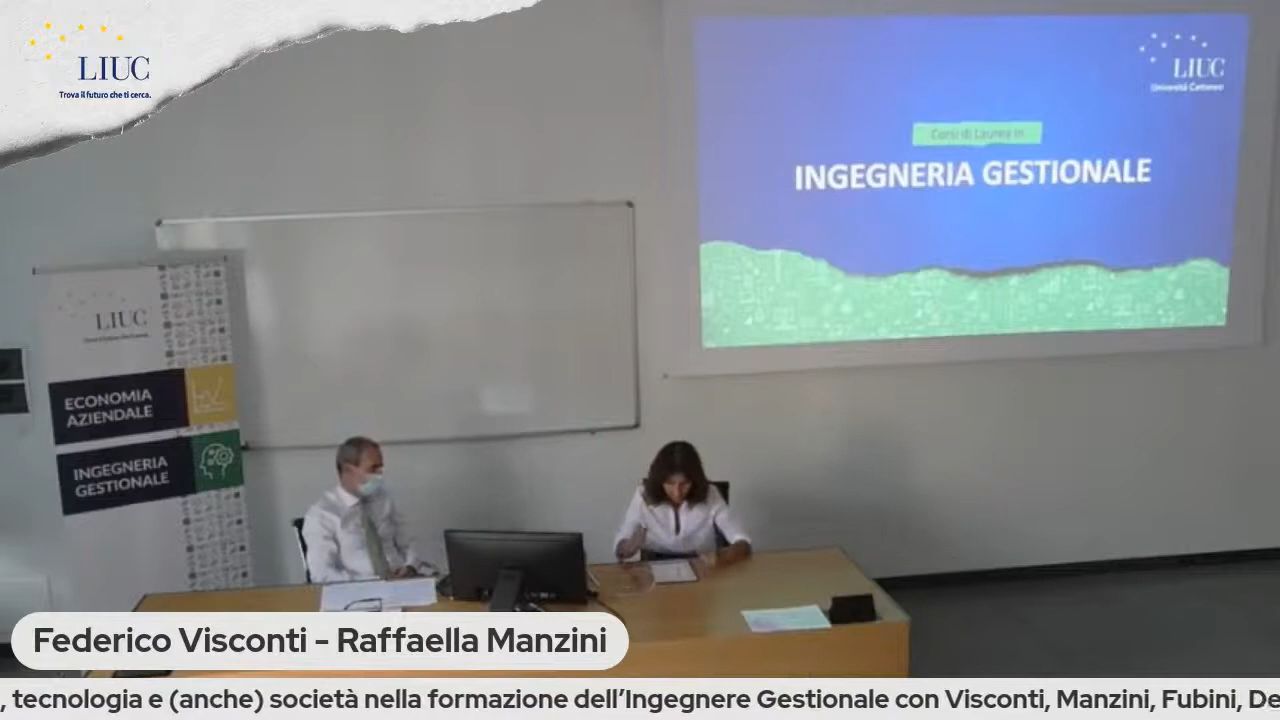 LIUC
Trova il futuro che ti cerca.
LIUC
Università Cattaneo
Corsi di Laurea in
INGEGNERIA GESTIONALE
LIUC
ECONOMIA
AZIENDALE
INGEGNERIA
GESTIONALE
Federico Visconti - Raffaella Manzini
, tecnologia e (anche) società nella formazione dell'Ingegnere Gestionale con Visconti, Manzini, Fubini, De